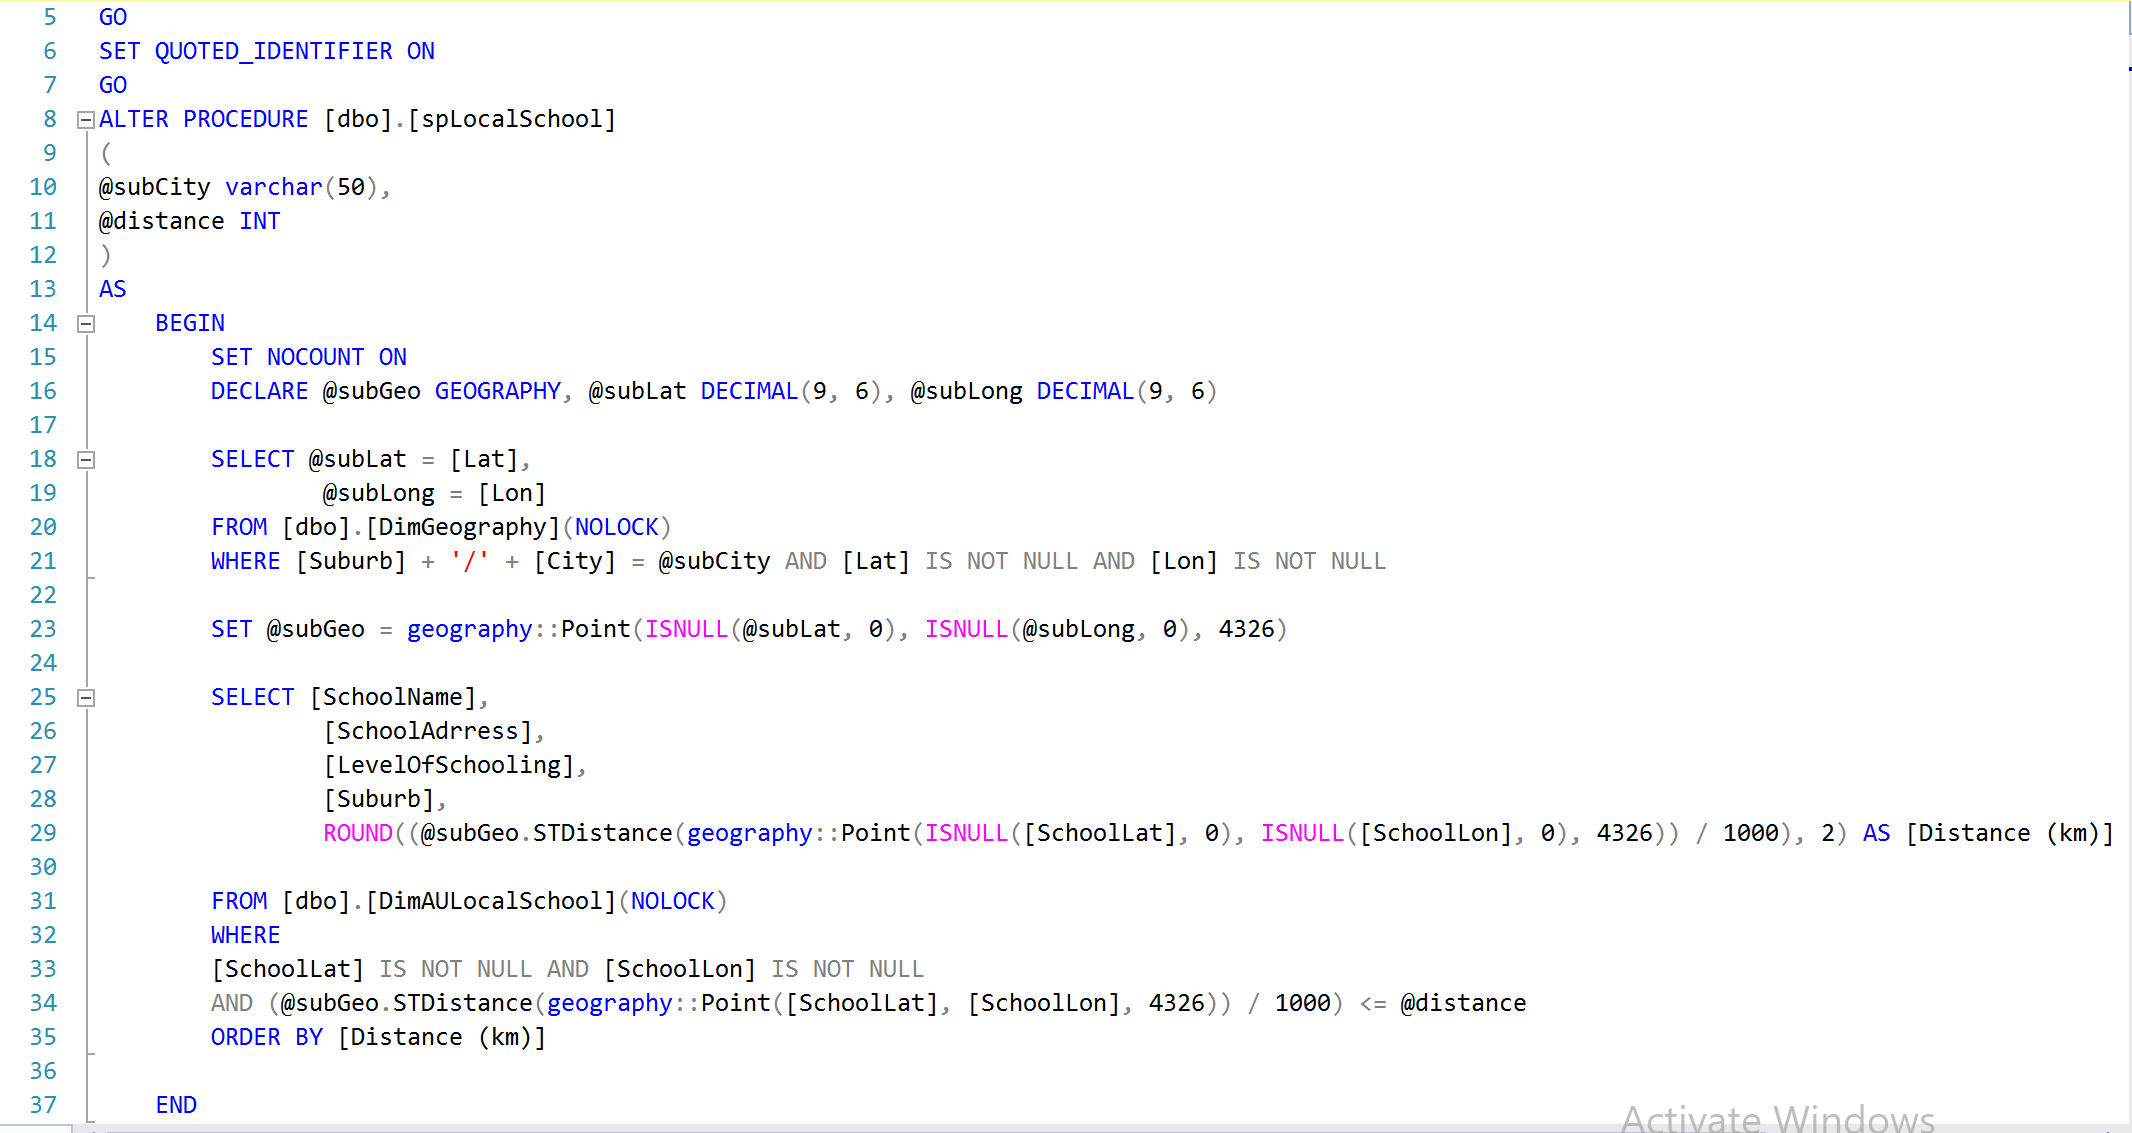 5 GO
6 SET QUOTED_IDENTIFIER ON
7 GO
8 ALTER PROCEDURE [dbo].[spLocalSchool]
9 (
10 @subCity varchar(50),
11 @distance INT
12 )
13 AS
14 BEGIN
15 SET NOCOUNT ON
16 DECLARE @subGeo GEOGRAPHY, @subLat DECIMAL(9, 6), @subLong DECIMAL(9, 6)
17
18 SELECT @subLat = [Lat],
19 @subLong = [Lon]
20 FROM [dbo].[DimGeography](NOLOCK)
21 WHERE [Suburb] + '/' + [City] = @subCity AND [Lat] IS NOT NULL AND [Lon] IS NOT NULL
22
23 SET @subGeo = geography::Point(ISNULL(@subLat, 0), ISNULL(@subLong, 0), 4326)
24
25 SELECT [SchoolName],
26 [SchoolAdrress],
27 [LevelOfSchooling],
28 [Suburb],
29 ROUND((@subGeo.STDistance(geography::Point(ISNULL([SchoolLat], 0), ISNULL([SchoolLon], 0), 4326)) / 1000), 2) AS [Distance (km)]
30
31 FROM [dbo].[DimAULocalSchool](NOLOCK)
32 WHERE
33 [SchoolLat] IS NOT NULL AND [SchoolLon] IS NOT NULL
34 AND (@subGeo.STDistance(geography::Point([SchoolLat], [SchoolLon], 4326)) / 1000) <= @distance
35 ORDER BY [Distance (km)]
36
37 END
Activate Windows